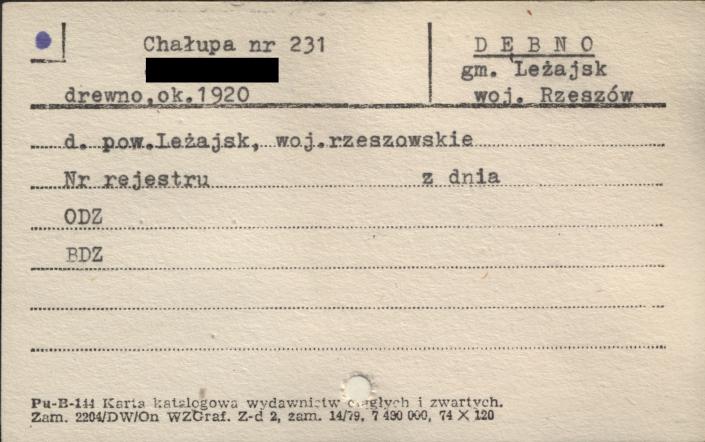 Chałupa nr 231
drewno,ok.1920
D Ę B N O
gm. Leżajsk
woj. Rzeszów
d. pow.Leżajsk, woj.rzeszowskie
Nr rejestru z dnia
ODZ
BDZ
Pu-B-144 Karta katalogowa wydawnictw ciągłych i zwartych.
Zam. 2204/DW/On WZGraf. Z-d 2, zam. 14/79, 7 490 000, 74 X 120